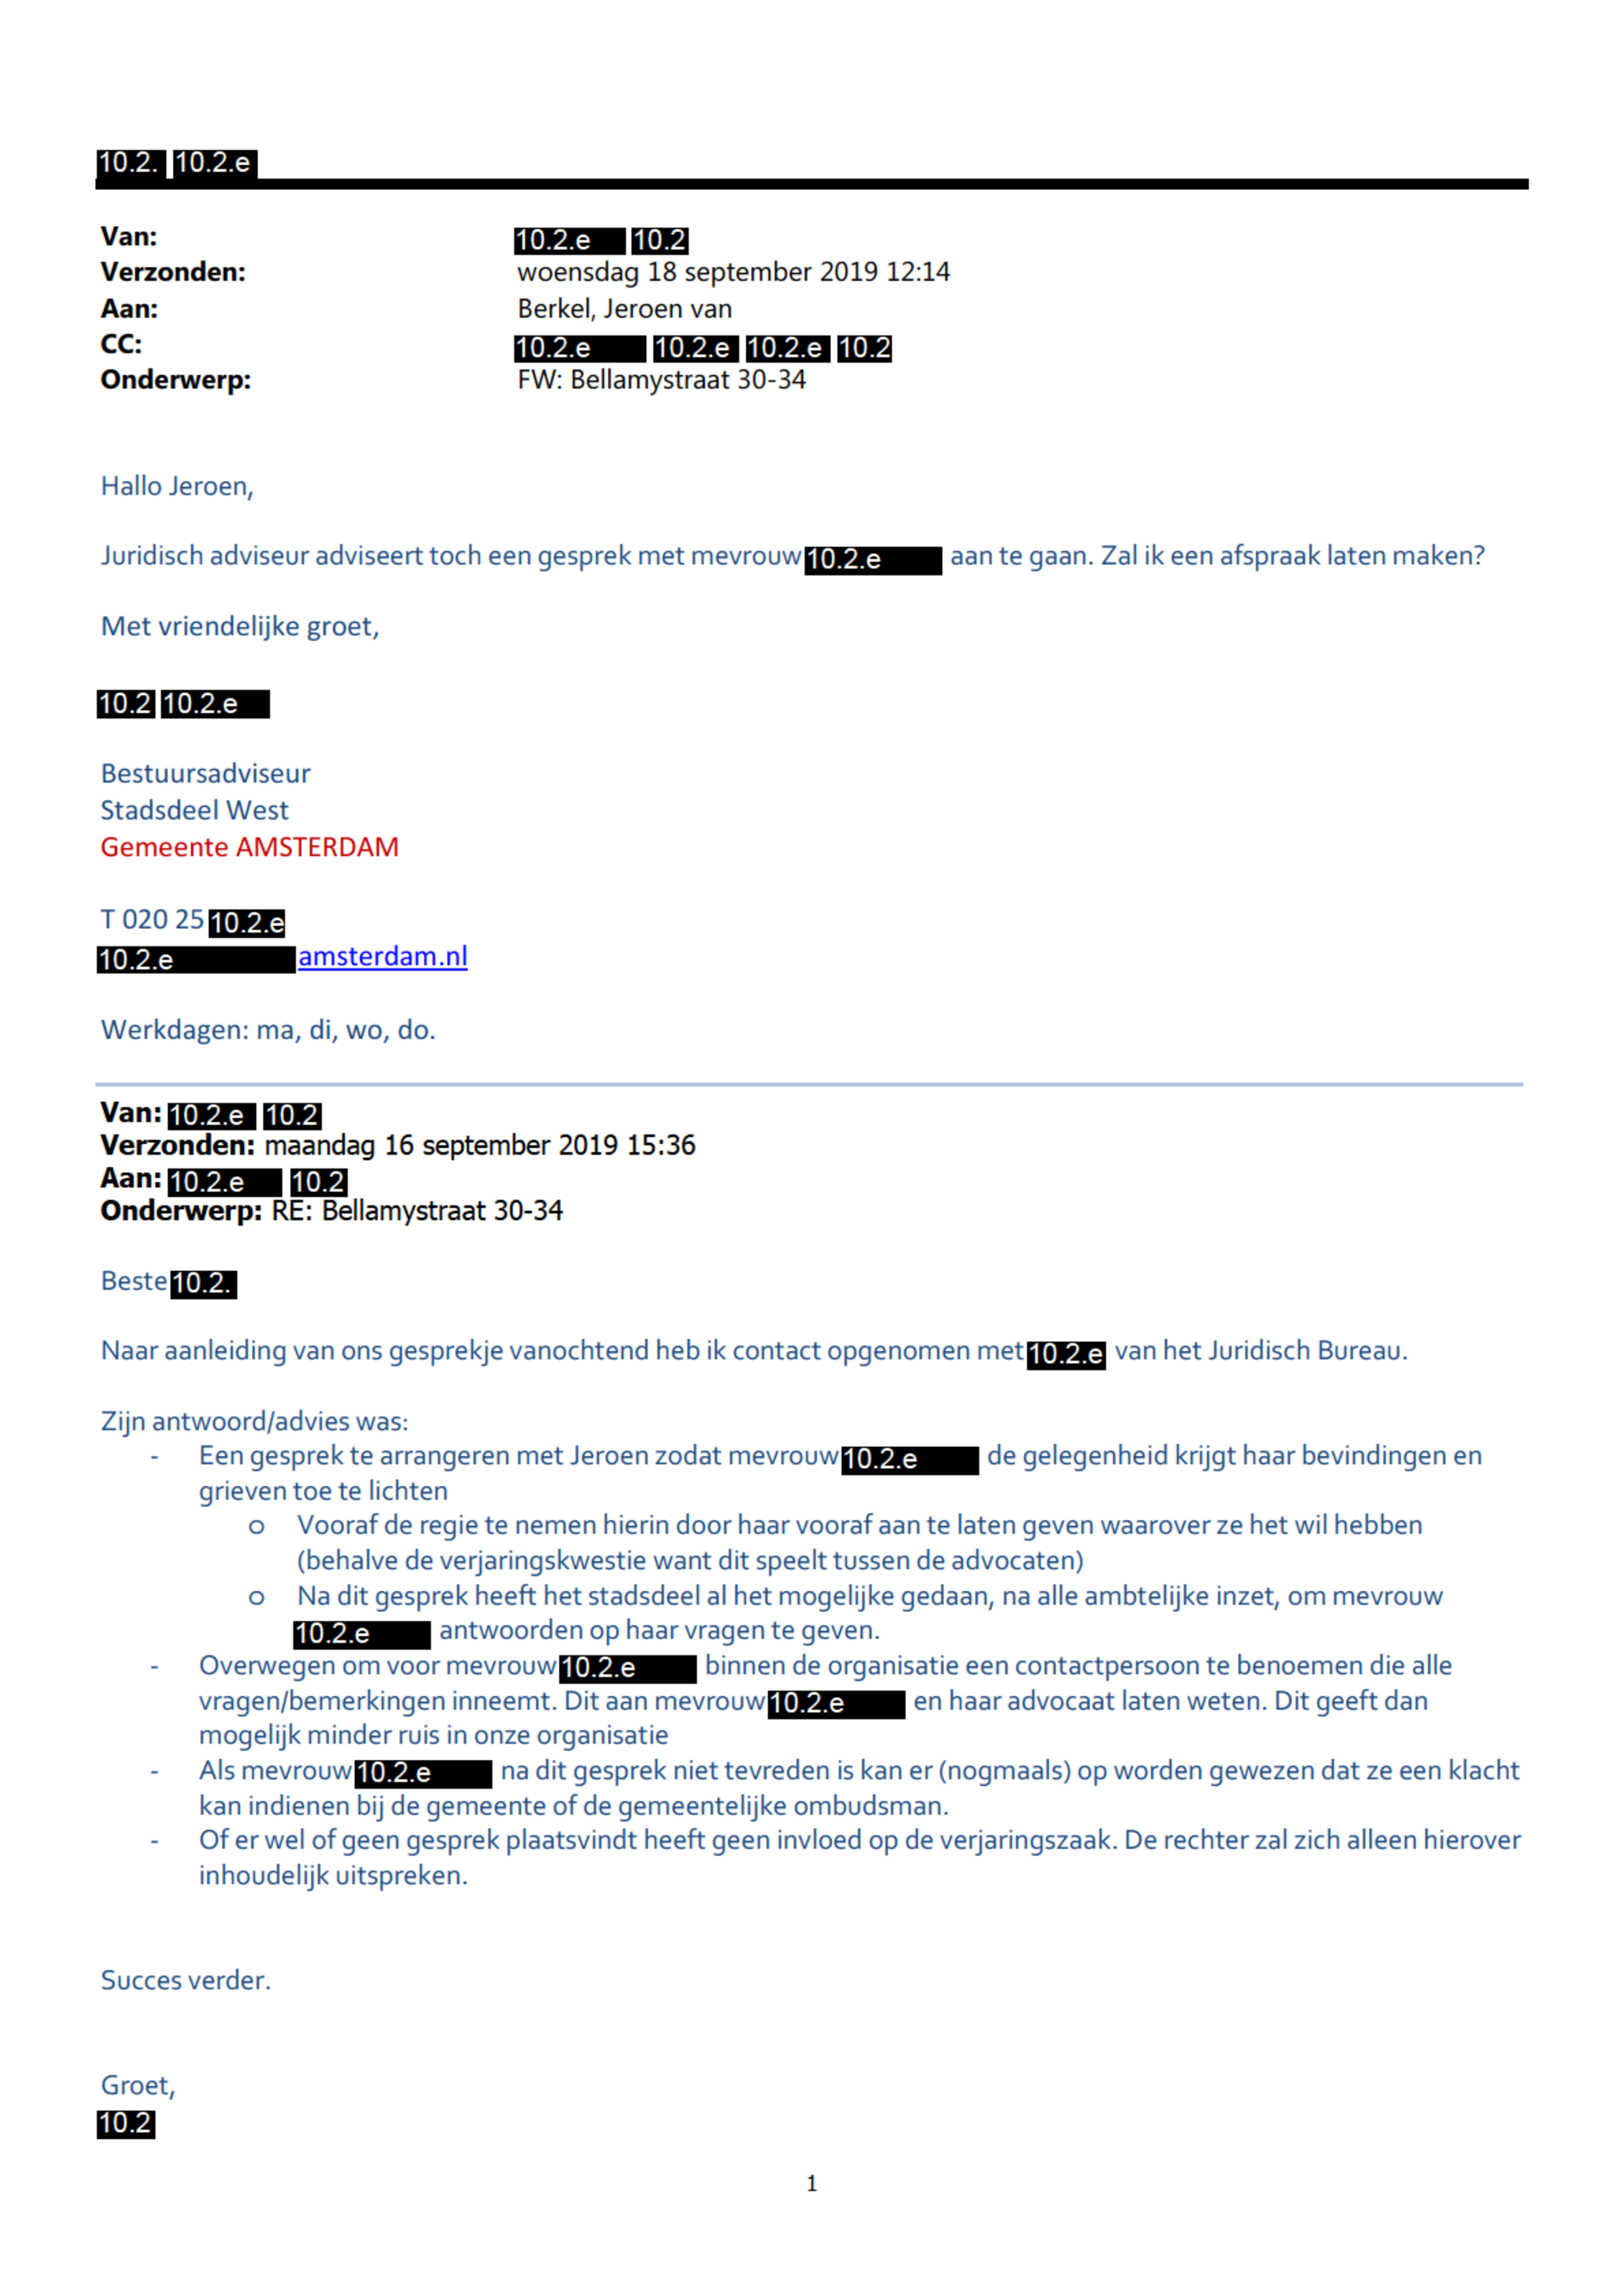 10.2. 10.2.e
Van: 10.2.e 10.2
Verzonden: woensdag 18 september 2019 12:14
Aan: Berkel, Jeroen van
CC: 10.2.e 10.2.e 10.2.e 10.2
Onderwerp: FW: Bellamystraat 30-34
Hallo Jeroen,
Juridisch adviseur adviseert toch een gesprek met mevrouw 10.2.e aan te gaan. Zal ik een afspraak laten maken?
Met vriendelijke groet,
10.2 10.2.e
Bestuursadviseur
Stadsdeel West
Gemeente AMSTERDAM
T 020 25 10.2.e
10.2.e amsterdam.nl
Werkdagen: ma, di, wo, do.
Van: 10.2.e 10.2
Verzonden: maandag 16 september 2019 15:36
Aan: 10.2.e 10.2
Onderwerp: RE: Bellamystraat 30-34
Beste 10.2.
Naar aanleiding van ons gesprekje vanochtend heb ik contact opgenomen met 10.2.e van het Juridisch Bureau.
Zijn antwoord/advies was:
- Een gesprek te arrangeren met Jeroen zodat mevrouw 10.2.e de gelegenheid krijgt haar bevindingen en
grieven toe te lichten
o Vooraf de regie te nemen hierin door haar vooraf aan te laten geven waarover ze het wil hebben
(behalve de verjaringskwestie want dit speelt tussen de advocaten)
o Na dit gesprek heeft het stadsdeel al het mogelijke gedaan, na alle ambtelijke inzet, om mevrouw
10.2.e antwoorden op haar vragen te geven.
- Overwegen om voor mevrouw 10.2.e binnen de organisatie een contactpersoon te benoemen die alle
vragen/bemerkingen inneemt. Dit aan mevrouw 10.2.e en haar advocaat laten weten. Dit geeft dan
mogelijk minder ruis in onze organisatie
- Als mevrouw 10.2.e na dit gesprek niet tevreden is kan er (nogmaals) op worden gewezen dat ze een klacht
kan indienen bij de gemeente of de gemeentelijke ombudsman.
- Of er wel of geen gesprek plaatsvindt heeft geen invloed op de verjaringszaak. De rechter zal zich alleen hierover
inhoudelijk uitspreken.
Succes verder.
Groet,
10.2
1